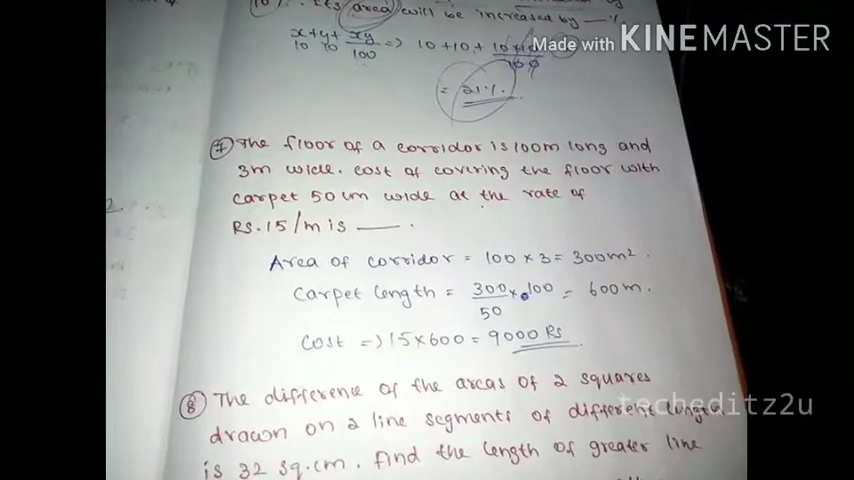 10%. Its area will be increased by — %
x+y+ xy/100 => 10+10+
10 10
= 21%.
Made with KINEMASTER
⑦ The floor of a corridor is 100m long and
3m wide. cost of covering the floor with
carpet 50 cm wide at the rate of
RS.15/m is —.
Area of corridor = 100 × 3 = 300m².
Carpet length = 300/50 × 100 = 600m.
Cost => 15×600 = 9000 Rs
⑧ The difference of the areas of 2 squares
techeditz2u
drawn on 2 line segments of different length
is 32 sq.cm. Find the length of greater line